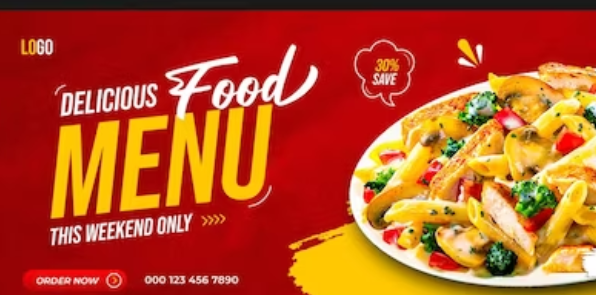 LOGO
DELICIOUS Food
MENU
THIS WEEKEND ONLY
30%
SAVE
ORDER NOW
000 123 456 7890